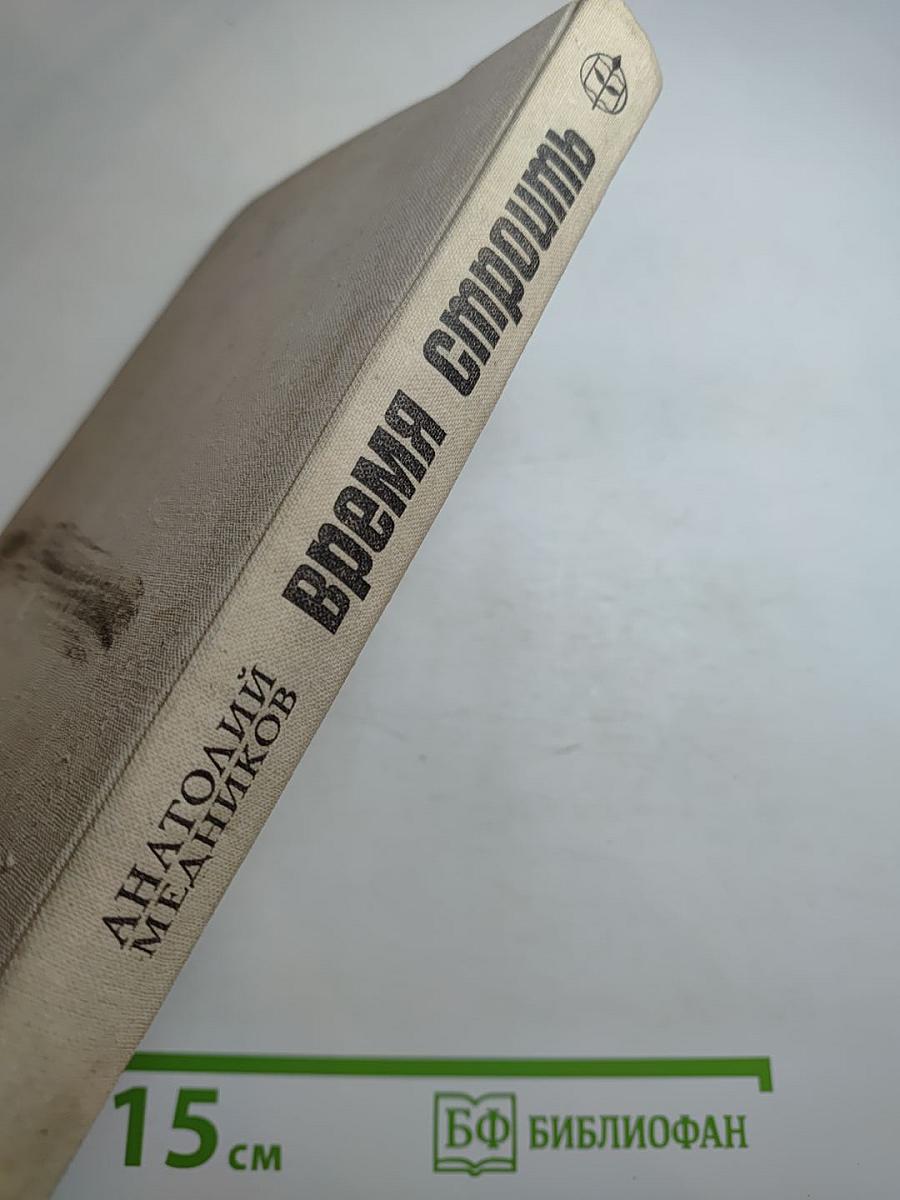 АНАТОЛИЙ
МЕДНИКОВ
время строить
15 см
БФ БИБЛИОФАН